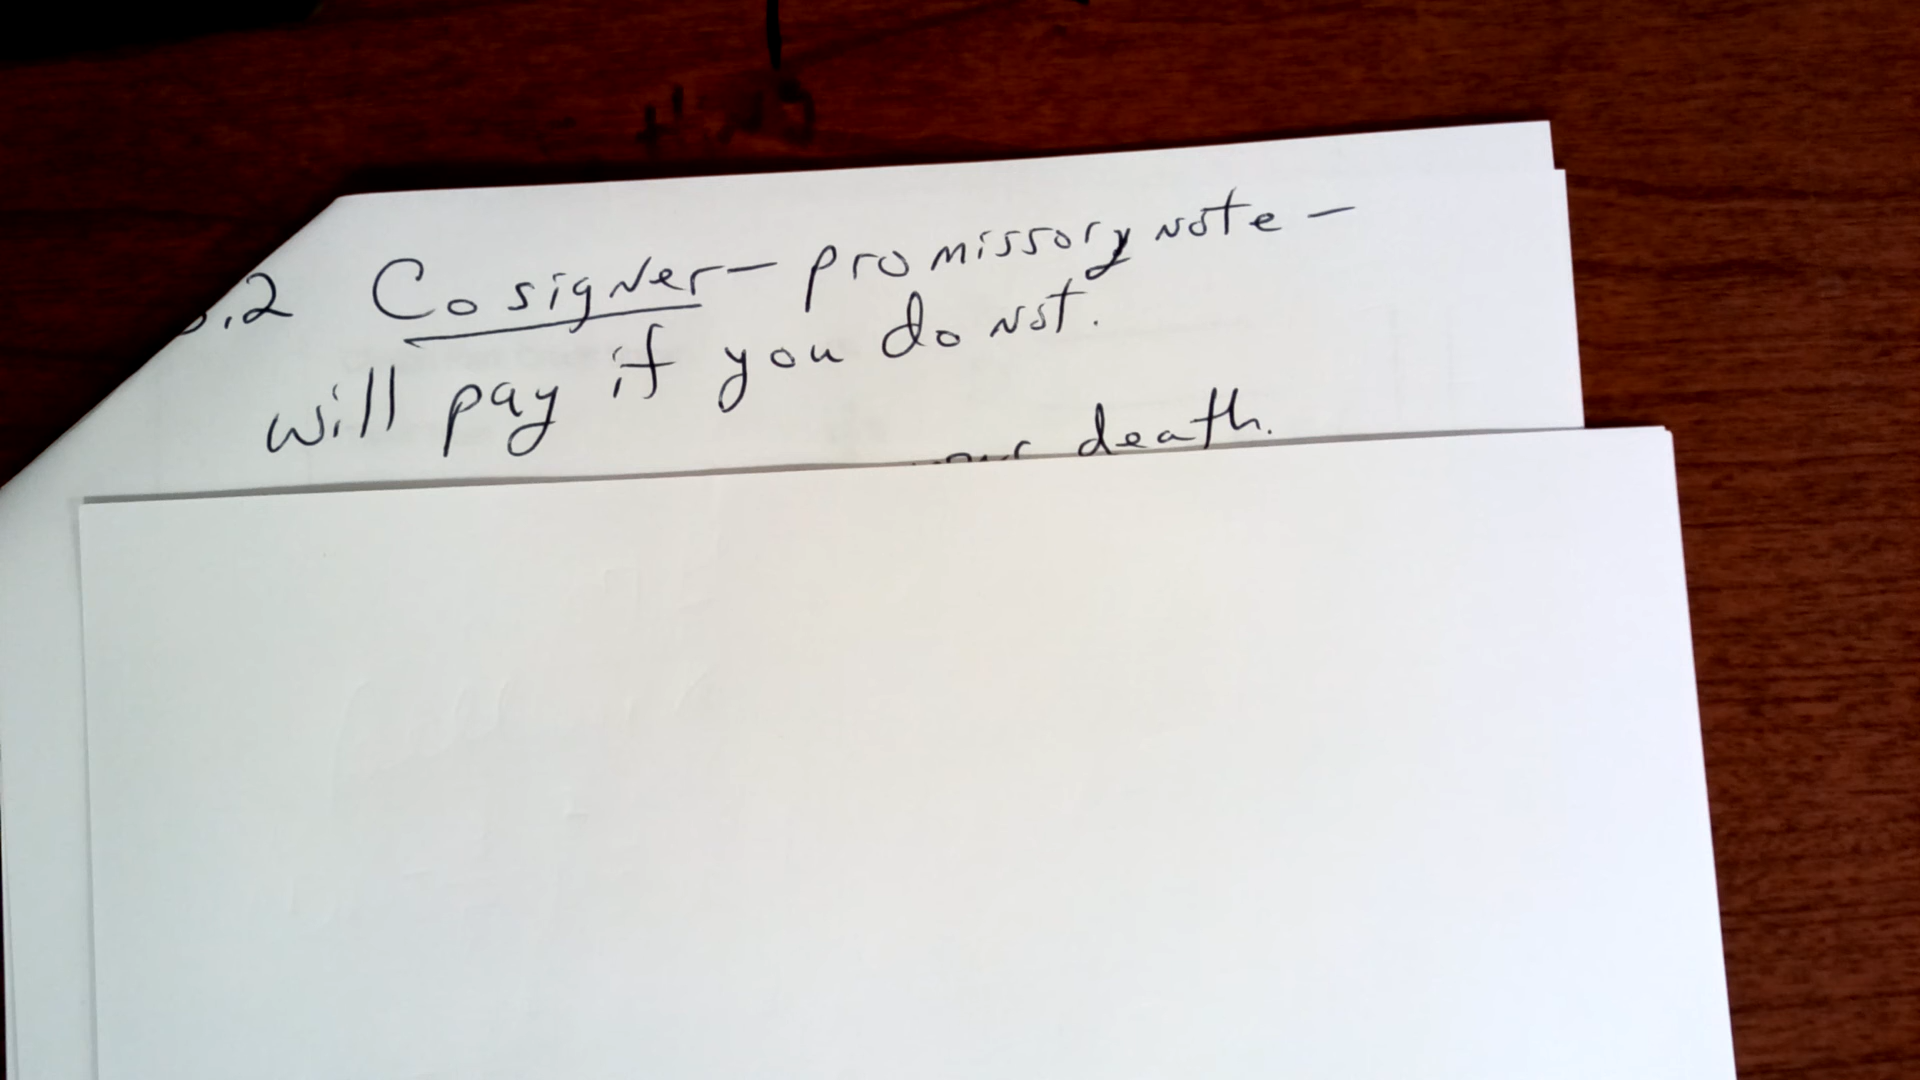 .2 Cosigner – promissory note –
will pay if you do not.
death.